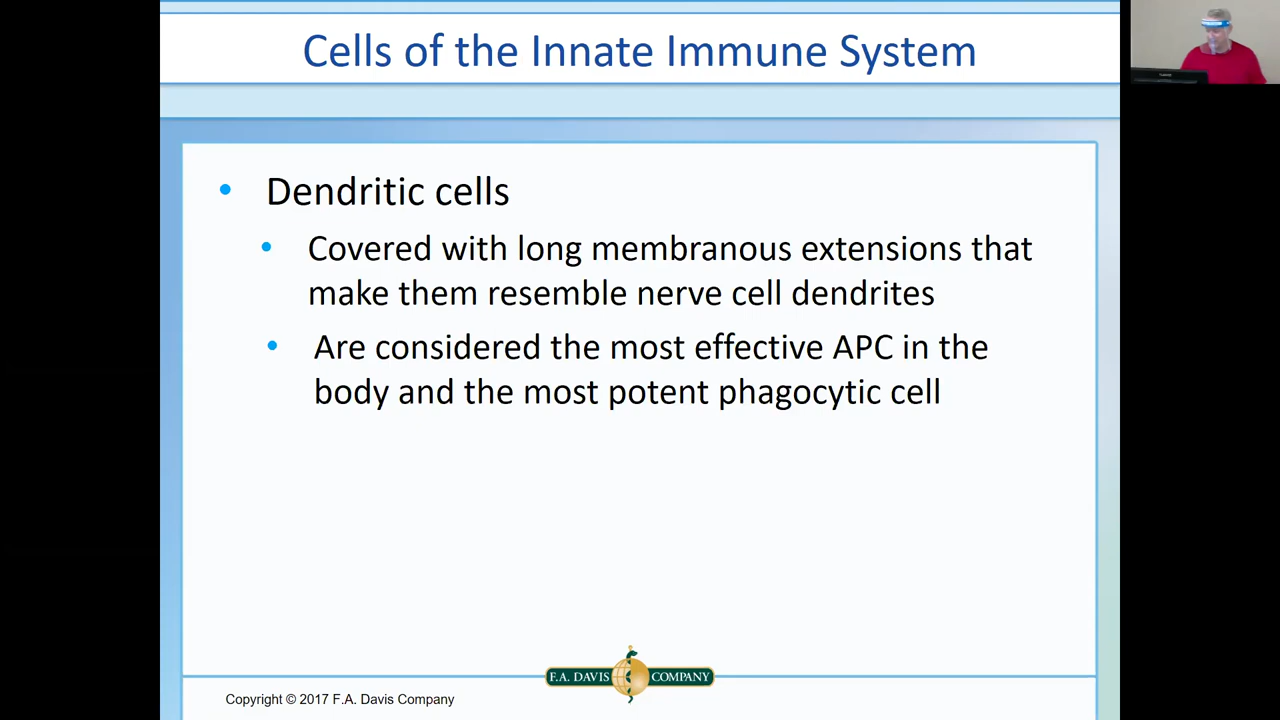 Cells of the Innate Immune System
• Dendritic cells
• Covered with long membranous extensions that
make them resemble nerve cell dendrites
• Are considered the most effective APC in the
body and the most potent phagocytic cell
F.A. DAVIS COMPANY
Copyright © 2017 F.A. Davis Company